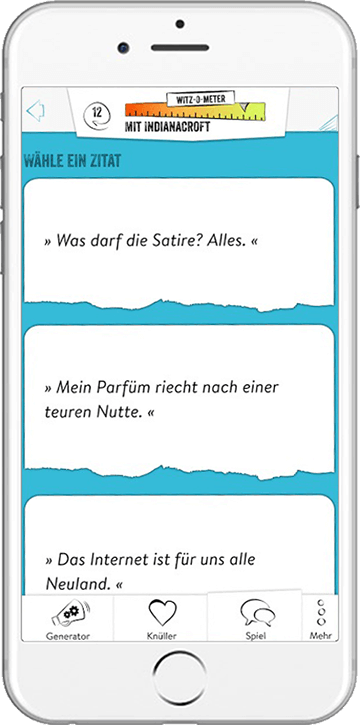 12
WITZ-O-METER
MIT INDIANACROFT
WÄHLE EIN ZITAT
» Was darf die Satire? Alles. «
» Mein Parfüm riecht nach einer
teuren Nutte. «
» Das Internet ist für uns alle
Neuland. «
Generator
Knüller
Spiel
Mehr